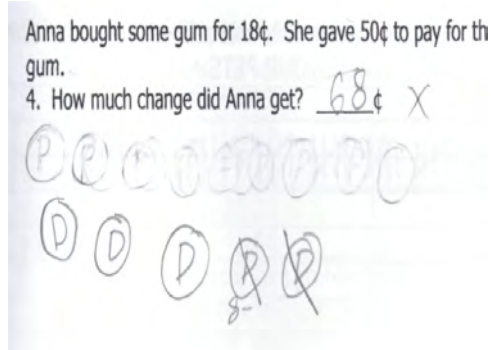 Anna bought some gum for 18¢. She gave 50¢ to pay for th
gum.
4. How much change did Anna get? 68¢ X
P P
D D D
8-